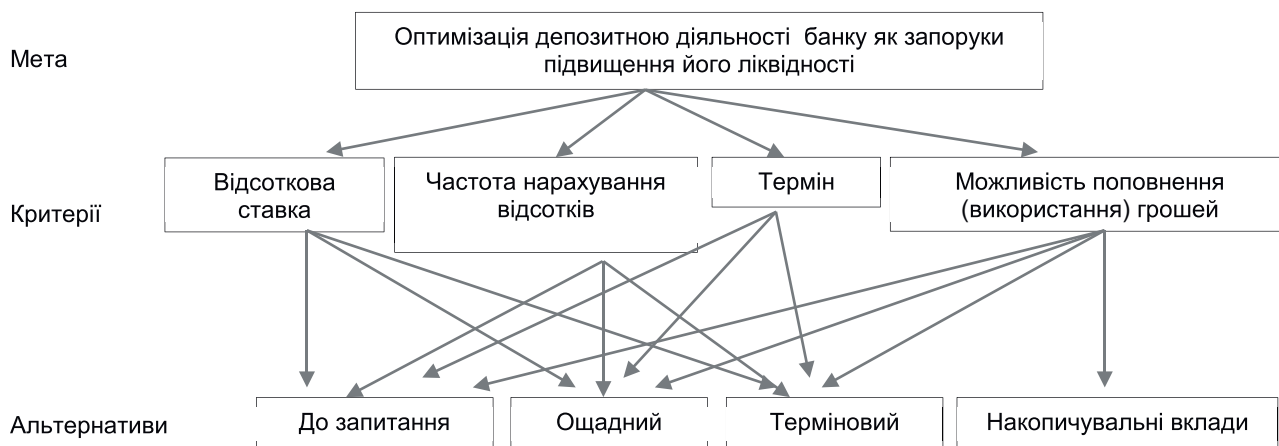 Мета
Оптимізація депозитною діяльності банку як запоруки
підвищення його ліквідності
Критерії
Відсоткова
ставка
Частота нарахування
відсотків
Термін
Можливість поповнення
(використання) грошей
Альтернативи
До запитання
Ощадний
Терміновий
Накопичувальні вклади